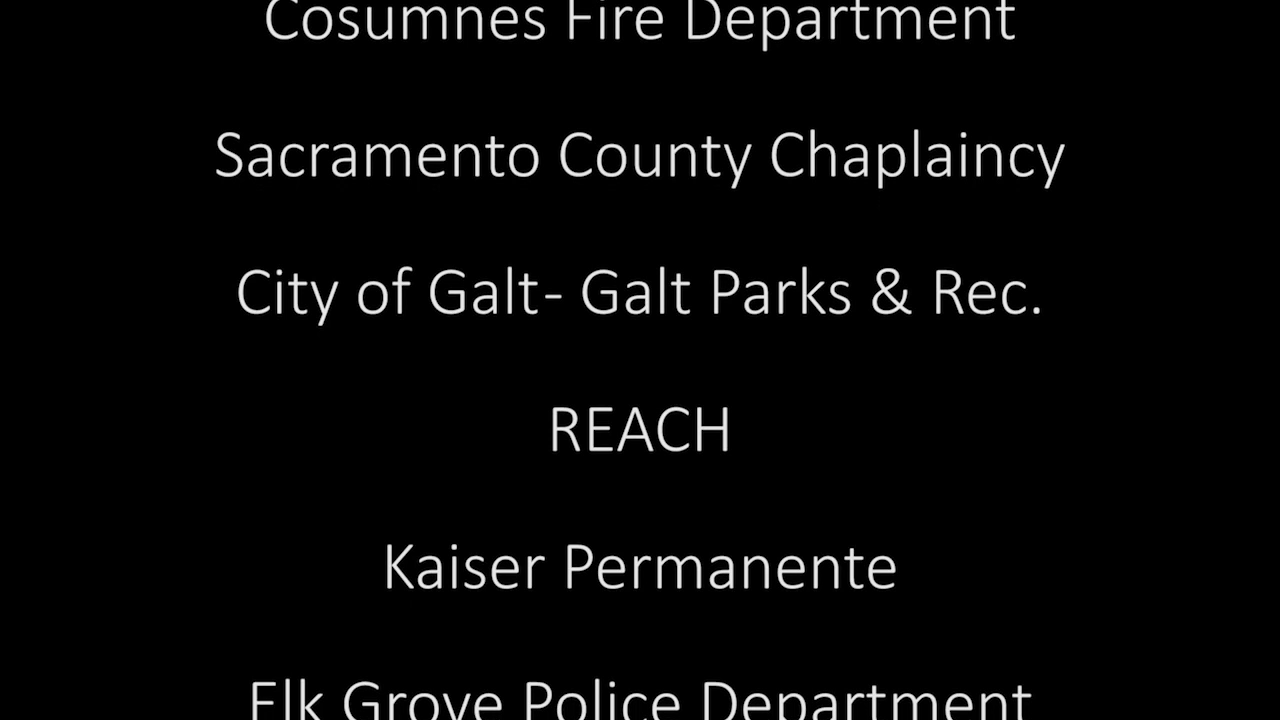 Cosumnes Fire Department
Sacramento County Chaplaincy
City of Galt- Galt Parks & Rec.
REACH
Kaiser Permanente
Elk Grove Police Department